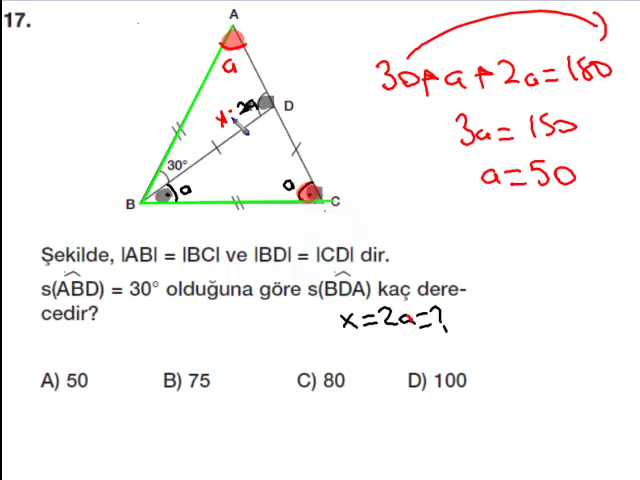 17.
A
a
2a
D
x
30°
a
a
B
C
30+a+2a=180
3a=150
a=50
Şekilde, |AB| = |BC| ve |BD| = |CD| dir.
s(ABD) = 30° olduğuna göre s(BDA) kaç dere-
cedir?
x=2a=?
A) 50 B) 75 C) 80 D) 100